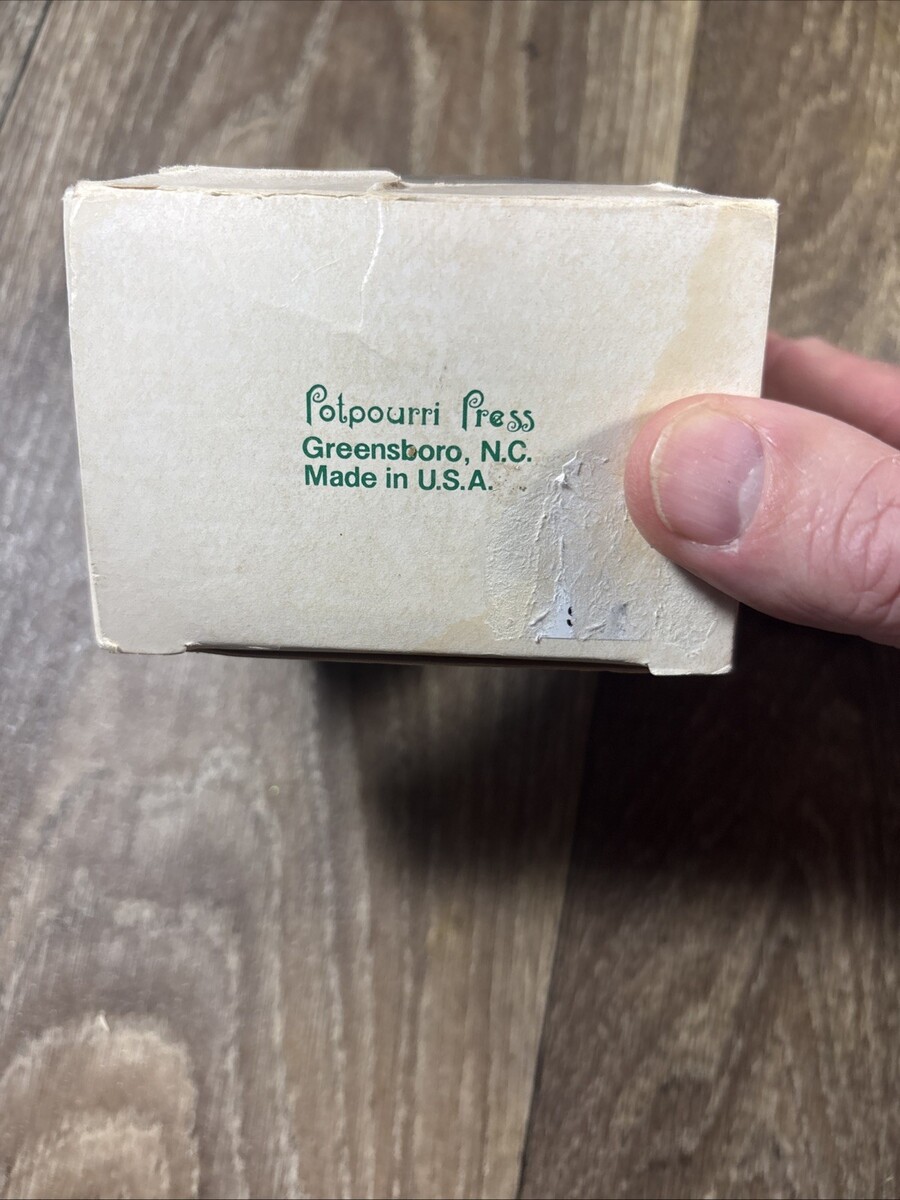 Potpourri Press
Greensboro, N.C.
Made in U.S.A.